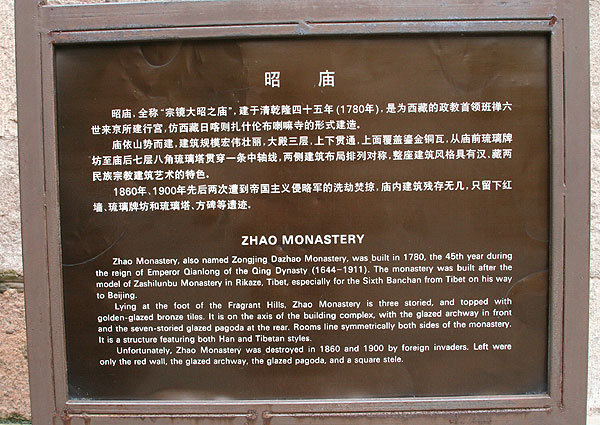 昭 庙
昭庙，全称“宗镜大昭之庙”，建于清乾隆四十五年（1780年），是为西藏的政教首领班禅六
世来京所建行宫，仿西藏日喀则扎什伦布喇嘛寺的形式建造。
庙依山势而建，建筑规模宏伟壮丽，大殿三层，上下贯通，上面覆盖鎏金铜瓦，从庙前琉璃牌
坊至庙后七层八角琉璃塔贯穿一条中轴线，两侧建筑布局排列对称，整座建筑风格具有汉、藏两
民族宗教建筑艺术的特色。
1860年、1900年先后两次遭到帝国主义侵略军的洗劫焚掠，庙内建筑残存无几，只留下红
墙、琉璃牌坊和琉璃塔、方碑等遗迹。
ZHAO MONASTERY
Zhao Monastery, also named Zongjing Dazhao Monastery, was built in 1780, the 45th year during
the reign of Emperor Qianlong of the Qing Dynasty (1644-1911). The monastery was built after the
model of Zashilunbu Monastery in Rikaze, Tibet, especially for the Sixth Banchan from Tibet on his way
to Beijing.
Lying at the foot of the Fragrant Hills, Zhao Monastery is three storied, and topped with
golden-glazed bronze tiles. It is on the axis of the building complex, with the glazed archway in front
and the seven-storied glazed pagoda at the rear. Rooms line symmetrically both sides of the monastery.
It is a structure featuring both Han and Tibetan styles.
Unfortunately, Zhao Monastery was destroyed in 1860 and 1900 by foreign invaders. Left were
only the red wall, the glazed archway, the glazed pagoda, and a square stele.